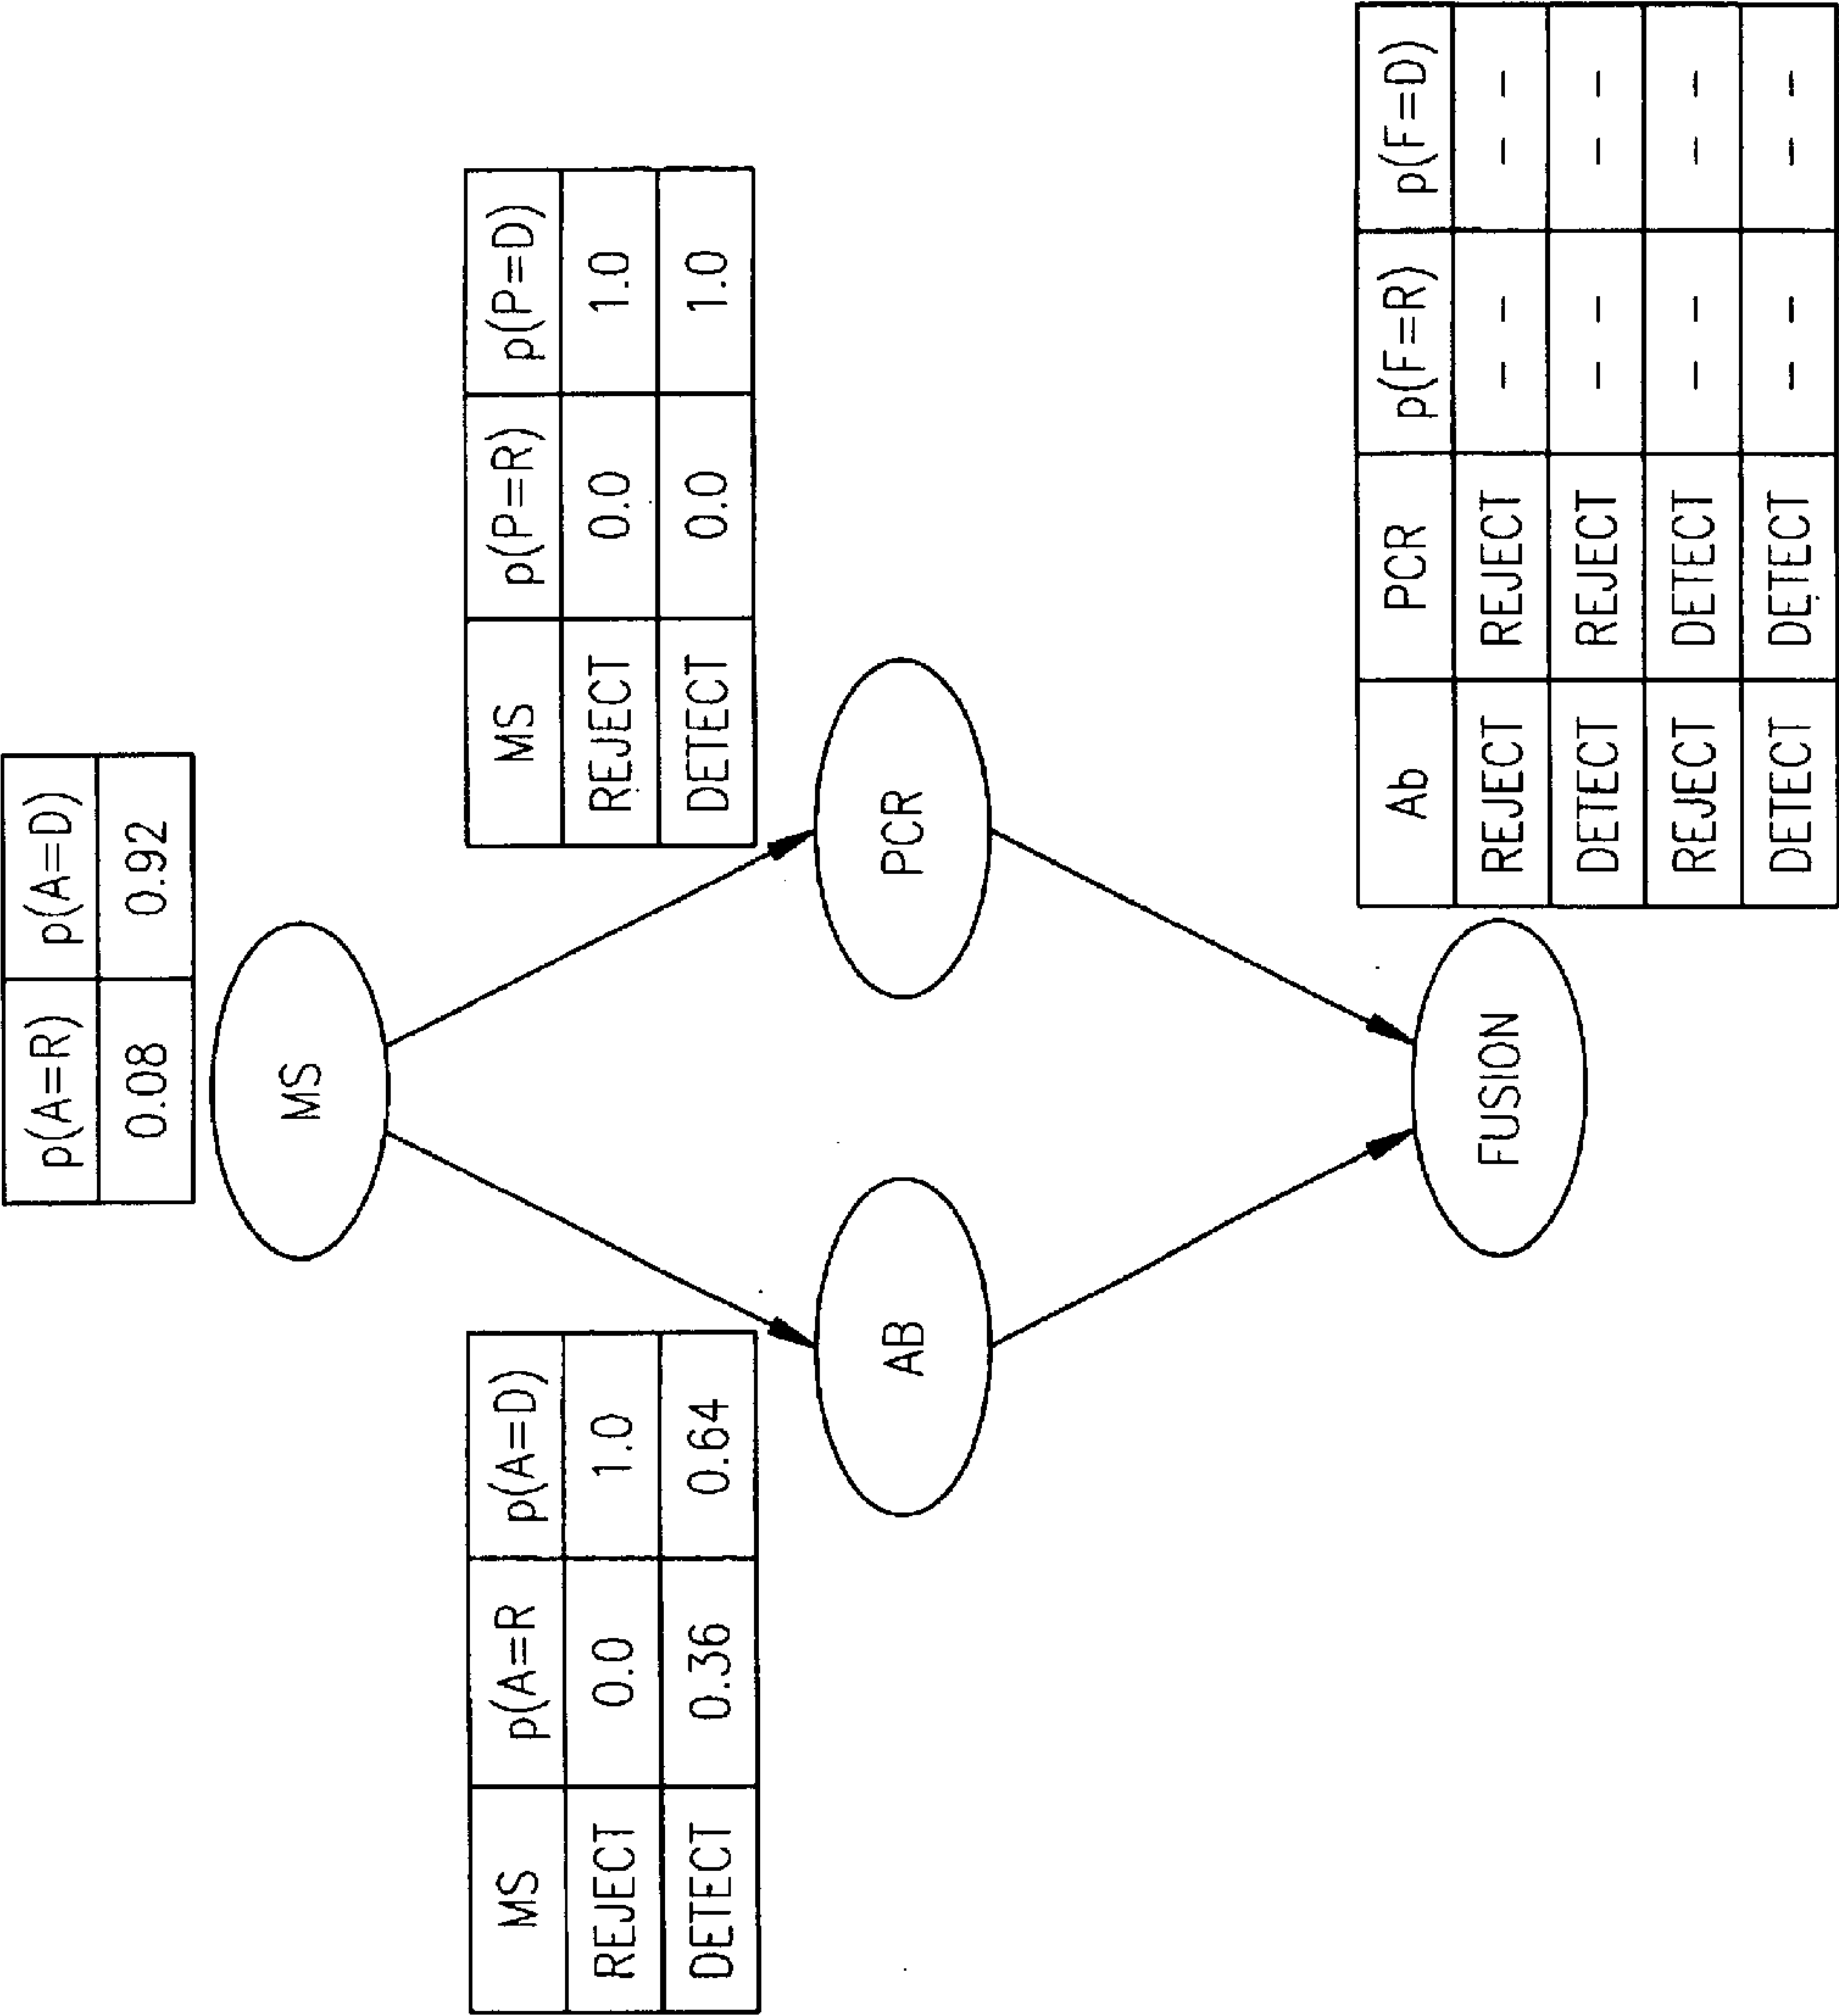 p(A=R) p(A=D)
0.08 0.92
MS
MS p(A=R p(A=D)
REJECT 0.0 1.0
DETECT 0.36 0.64
MS p(P=R) p(P=D)
REJECT 0.0 1.0
DETECT 0.0 1.0
AB
PCR
FUSION
Ab PCR p(F=R) p(F=D)
REJECT REJECT -- --
DETECT REJECT -- --
REJECT DETECT -- --
DETECT DETECT -- --